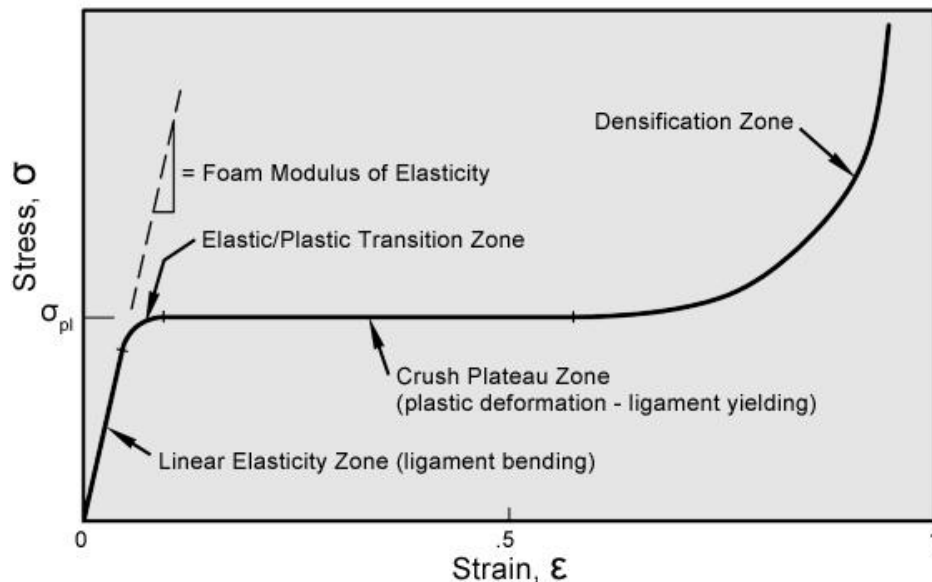 Densification Zone
= Foam Modulus of Elasticity
Elastic/Plastic Transition Zone
Stress, σ
σpl
Crush Plateau Zone
(plastic deformation - ligament yielding)
Linear Elasticity Zone (ligament bending)
0
.5
1
Strain, ε